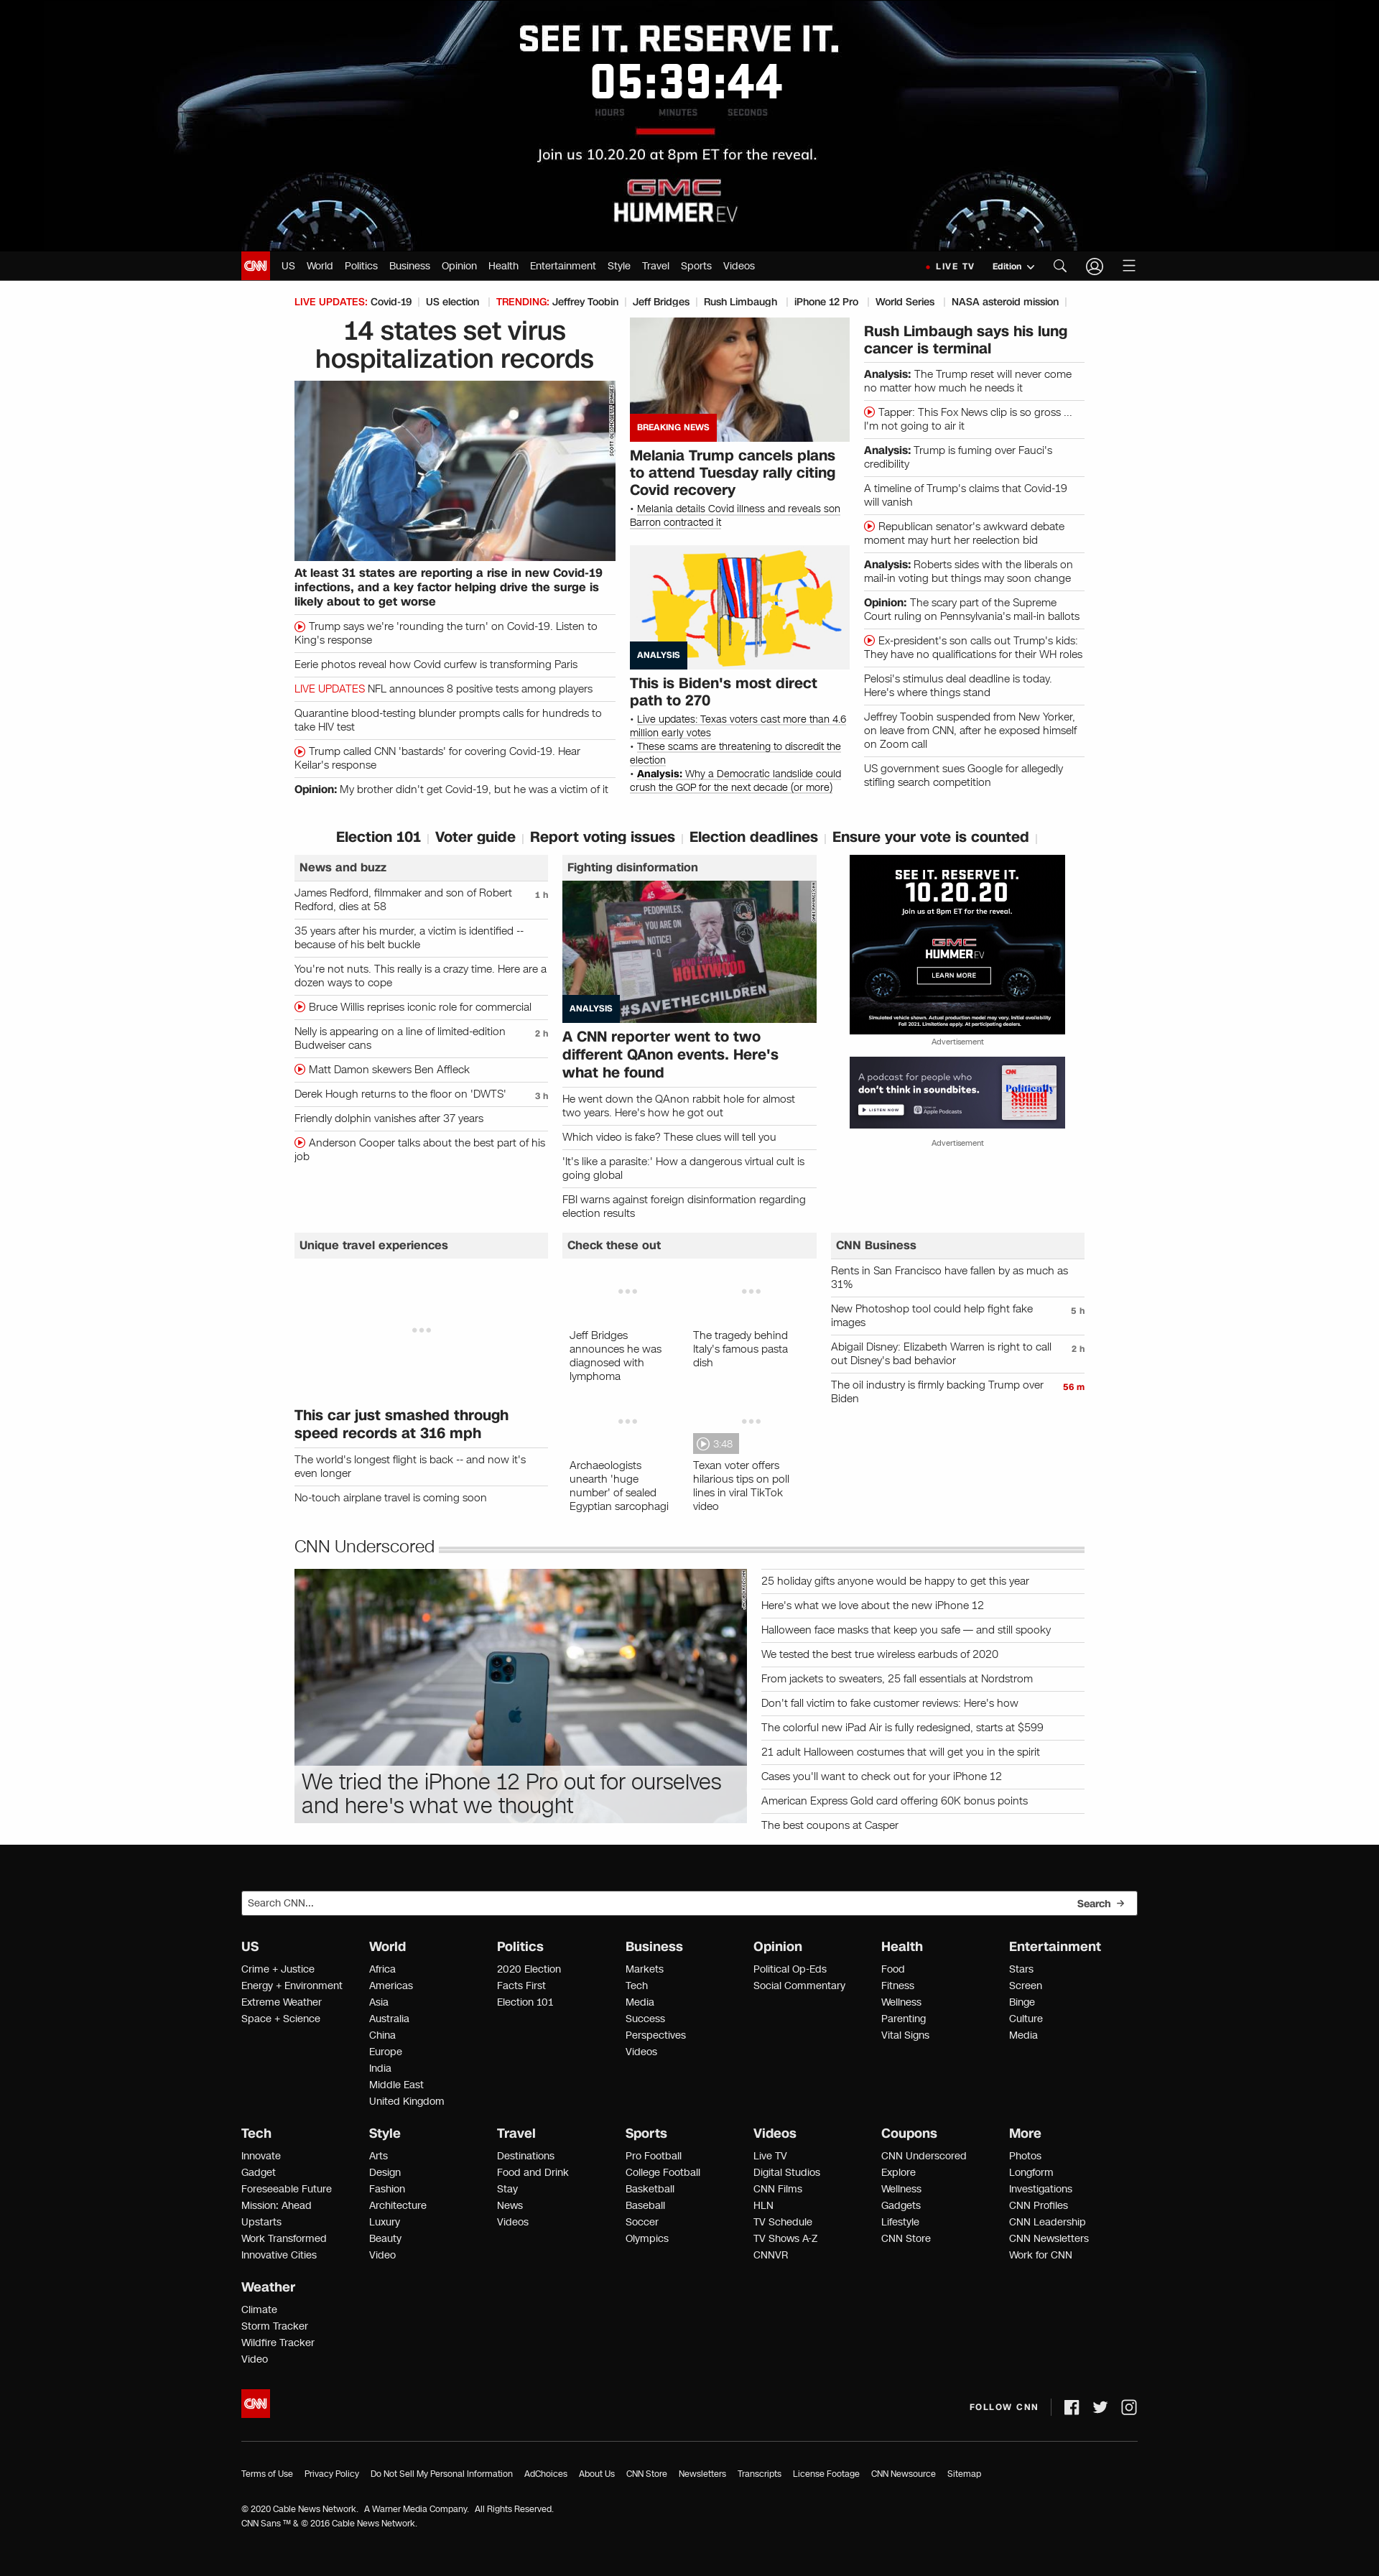 SEE IT. RESERVE IT.
05:39:44
HOURS MINUTES SECONDS
Join us 10.20.20 at 8pm ET for the reveal.
GMC
HUMMER EV
CNN US World Politics Business Opinion Health Entertainment Style Travel Sports Videos LIVE TV Edition
LIVE UPDATES: Covid-19 US election TRENDING: Jeffrey Toobin Jeff Bridges Rush Limbaugh iPhone 12 Pro World Series NASA asteroid mission
14 states set virus
hospitalization records
At least 31 states are reporting a rise in new Covid-19
infections, and a key factor helping drive the surge is
likely about to get worse
Trump says we're 'rounding the turn' on Covid-19. Listen to
King's response
Eerie photos reveal how Covid curfew is transforming Paris
LIVE UPDATES NFL announces 8 positive tests among players
Quarantine blood-testing blunder prompts calls for hundreds to
take HIV test
Trump called CNN 'bastards' for covering Covid-19. Hear
Keilar's response
Opinion: My brother didn't get Covid-19, but he was a victim of it
BREAKING NEWS
Melania Trump cancels plans
to attend Tuesday rally citing
Covid recovery
• Melania details Covid illness and reveals son
Barron contracted it
ANALYSIS
This is Biden's most direct
path to 270
• Live updates: Texas voters cast more than 4.6
million early votes
• These scams are threatening to discredit the
election
• Analysis: Why a Democratic landslide could
crush the GOP for the next decade (or more)
Rush Limbaugh says his lung
cancer is terminal
Analysis: The Trump reset will never come
no matter how much he needs it
Tapper: This Fox News clip is so gross ...
I'm not going to air it
Analysis: Trump is fuming over Fauci's
credibility
A timeline of Trump's claims that Covid-19
will vanish
Republican senator's awkward debate
moment may hurt her reelection bid
Analysis: Roberts sides with the liberals on
mail-in voting but things may soon change
Opinion: The scary part of the Supreme
Court ruling on Pennsylvania's mail-in ballots
Ex-president's son calls out Trump's kids:
They have no qualifications for their WH roles
Pelosi's stimulus deal deadline is today.
Here's where things stand
Jeffrey Toobin suspended from New Yorker,
on leave from CNN, after he exposed himself
on Zoom call
US government sues Google for allegedly
stifling search competition
Election 101 Voter guide Report voting issues Election deadlines Ensure your vote is counted
News and buzz
James Redford, filmmaker and son of Robert 1 h
Redford, dies at 58
35 years after his murder, a victim is identified --
because of his belt buckle
You're not nuts. This really is a crazy time. Here are a
dozen ways to cope
Bruce Willis reprises iconic role for commercial
Nelly is appearing on a line of limited-edition 2 h
Budweiser cans
Matt Damon skewers Ben Affleck
Derek Hough returns to the floor on 'DWTS' 3 h
Friendly dolphin vanishes after 37 years
Anderson Cooper talks about the best part of his
job
Fighting disinformation
PEDOPHILES,
YOU ARE ON
NOTICE!
- Q
HOLLYWOOD
#SAVETHECHILDREN
ANALYSIS
A CNN reporter went to two
different QAnon events. Here's
what he found
He went down the QAnon rabbit hole for almost
two years. Here's how he got out
Which video is fake? These clues will tell you
'It's like a parasite:' How a dangerous virtual cult is
going global
FBI warns against foreign disinformation regarding
election results
SEE IT. RESERVE IT.
10.20.20
Join us at 8pm ET for the reveal.
GMC
HUMMER EV
LEARN MORE
Simulated vehicle shown. Actual production model may vary. Initial availability
Fall 2021. Limitations apply. At participating dealers.
Advertisement
A podcast for people who
don't think in soundbites.
LISTEN NOW Apple Podcasts
CNN
Politically
Sound
Advertisement
Unique travel experiences
This car just smashed through
speed records at 316 mph
The world's longest flight is back -- and now it's
even longer
No-touch airplane travel is coming soon
Check these out
Jeff Bridges
announces he was
diagnosed with
lymphoma
The tragedy behind
Italy's famous pasta
dish
Archaeologists
unearth 'huge
number' of sealed
Egyptian sarcophagi
3:48
Texan voter offers
hilarious tips on poll
lines in viral TikTok
video
CNN Business
Rents in San Francisco have fallen by as much as
31%
New Photoshop tool could help fight fake 5 h
images
Abigail Disney: Elizabeth Warren is right to call 2 h
out Disney's bad behavior
The oil industry is firmly backing Trump over 56 m
Biden
CNN Underscored
We tried the iPhone 12 Pro out for ourselves
and here's what we thought
25 holiday gifts anyone would be happy to get this year
Here's what we love about the new iPhone 12
Halloween face masks that keep you safe — and still spooky
We tested the best true wireless earbuds of 2020
From jackets to sweaters, 25 fall essentials at Nordstrom
Don't fall victim to fake customer reviews: Here's how
The colorful new iPad Air is fully redesigned, starts at $599
21 adult Halloween costumes that will get you in the spirit
Cases you'll want to check out for your iPhone 12
American Express Gold card offering 60K bonus points
The best coupons at Casper
Search CNN... Search →
US
Crime + Justice
Energy + Environment
Extreme Weather
Space + Science
World
Africa
Americas
Asia
Australia
China
Europe
India
Middle East
United Kingdom
Politics
2020 Election
Facts First
Election 101
Business
Markets
Tech
Media
Success
Perspectives
Videos
Opinion
Political Op-Eds
Social Commentary
Health
Food
Fitness
Wellness
Parenting
Vital Signs
Entertainment
Stars
Screen
Binge
Culture
Media
Tech
Innovate
Gadget
Foreseeable Future
Mission: Ahead
Upstarts
Work Transformed
Innovative Cities
Style
Arts
Design
Fashion
Architecture
Luxury
Beauty
Video
Travel
Destinations
Food and Drink
Stay
News
Videos
Sports
Pro Football
College Football
Basketball
Baseball
Soccer
Olympics
Videos
Live TV
Digital Studios
CNN Films
HLN
TV Schedule
TV Shows A-Z
CNNVR
Coupons
CNN Underscored
Explore
Wellness
Gadgets
Lifestyle
CNN Store
More
Photos
Longform
Investigations
CNN Profiles
CNN Leadership
CNN Newsletters
Work for CNN
Weather
Climate
Storm Tracker
Wildfire Tracker
Video
CNN FOLLOW CNN
Terms of Use Privacy Policy Do Not Sell My Personal Information AdChoices About Us CNN Store Newsletters Transcripts License Footage CNN Newsource Sitemap
© 2020 Cable News Network. A Warner Media Company. All Rights Reserved.
CNN Sans ™ & © 2016 Cable News Network.